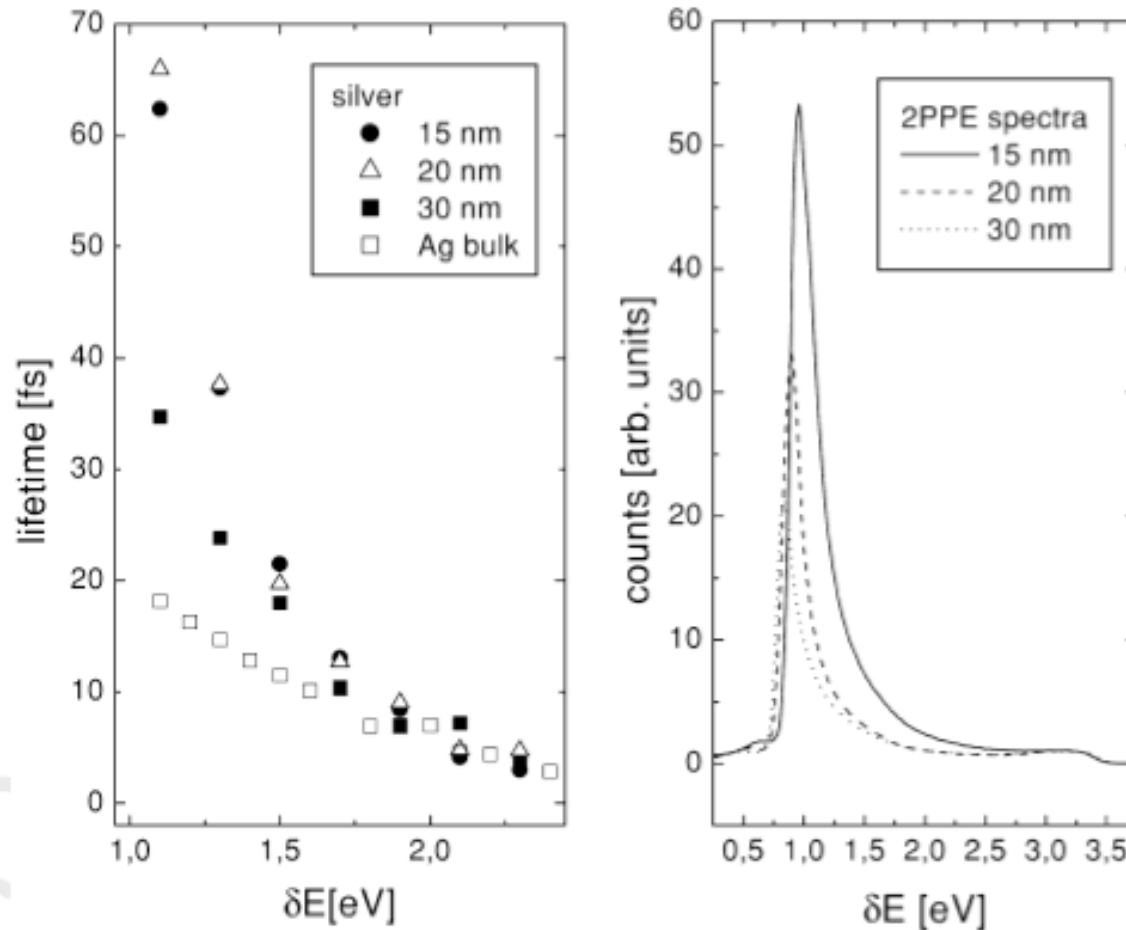 70
60
50
40
30
20
10
0
lifetime [fs]
silver
15 nm
20 nm
30 nm
Ag bulk
1,0
1,5
2,0
δE[eV]
60
50
40
30
20
10
0
counts [arb. units]
2PPE spectra
15 nm
20 nm
30 nm
0,5
1,0
1,5
2,0
2,5
3,0
3,5
δE [eV]